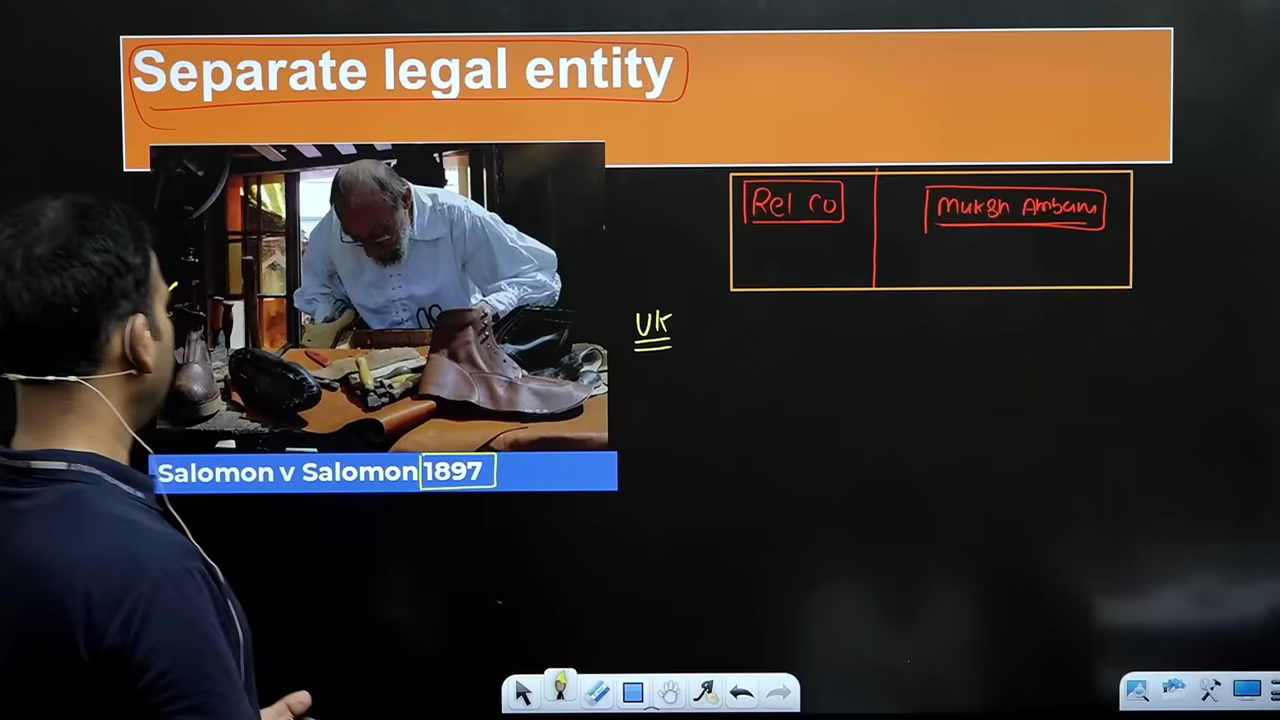 Separate legal entity
Rel co
Mukesh Ambani
UK
Salomon v Salomon 1897